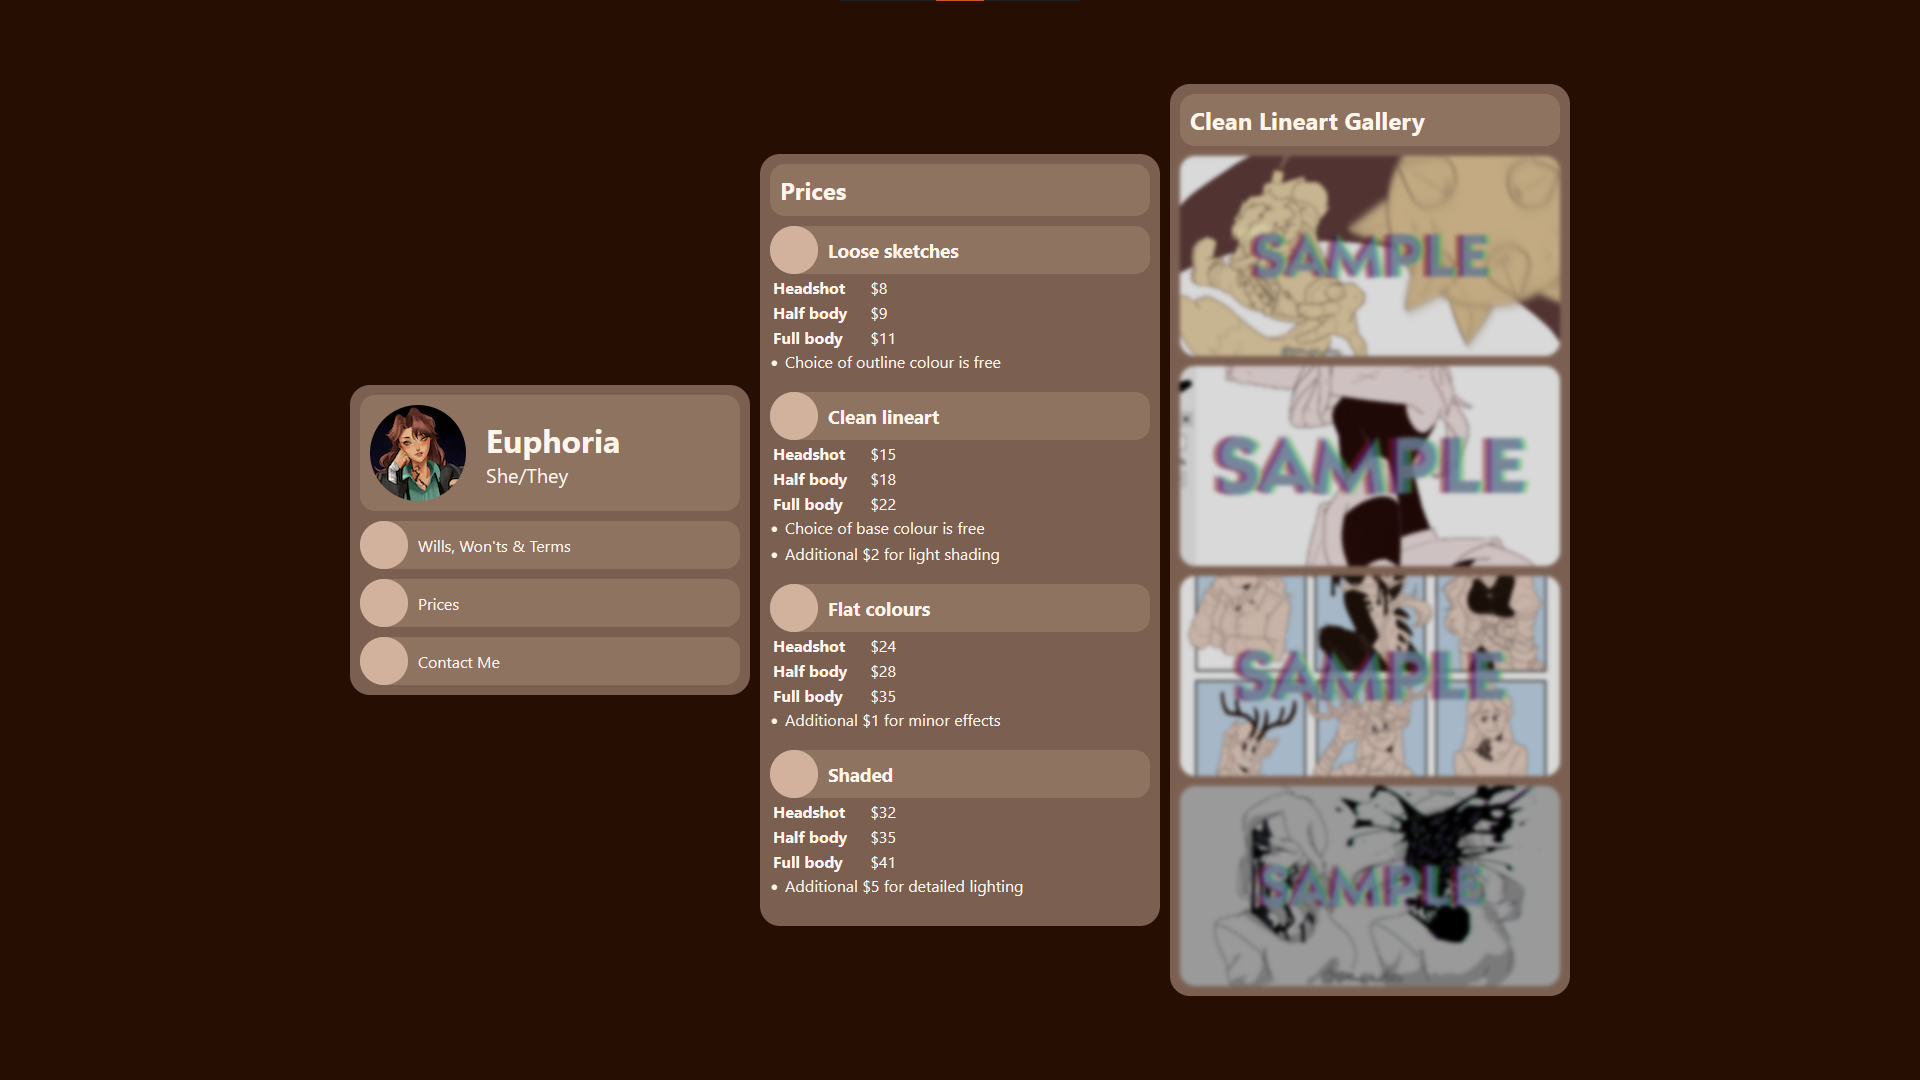 Euphoria
She/They
Wills, Won'ts & Terms
Prices
Contact Me
Prices
Loose sketches
Headshot $8
Half body $9
Full body $11
• Choice of outline colour is free
Clean lineart
Headshot $15
Half body $18
Full body $22
• Choice of base colour is free
• Additional $2 for light shading
Flat colours
Headshot $24
Half body $28
Full body $35
• Additional $1 for minor effects
Shaded
Headshot $32
Half body $35
Full body $41
• Additional $5 for detailed lighting
Clean Lineart Gallery
SAMPLE
SAMPLE
SAMPLE
SAMPLE